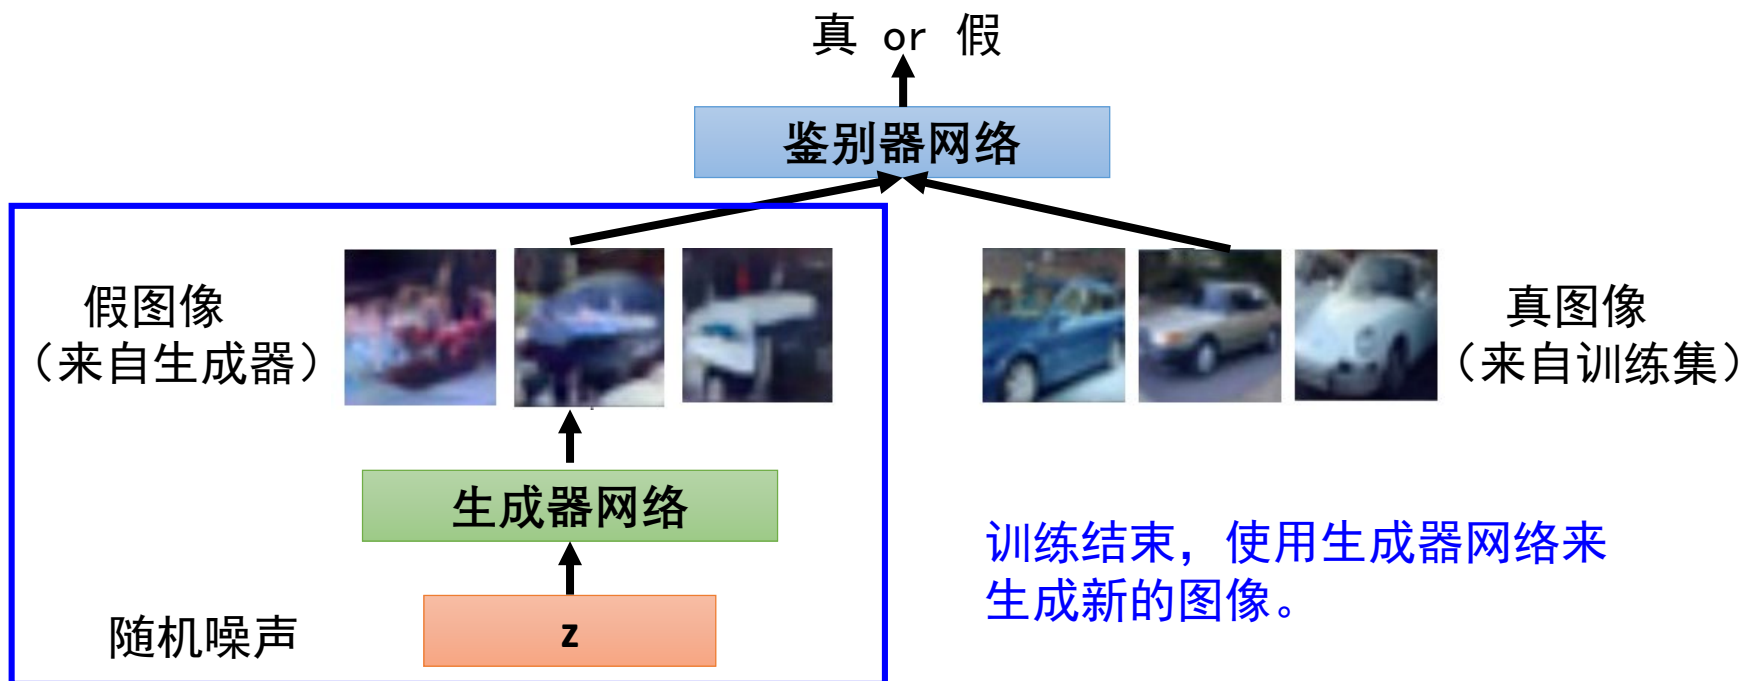 真 or 假
鉴别器网络
假图像
（来自生成器）
真图像
（来自训练集）
生成器网络
训练结束，使用生成器网络来
生成新的图像。
随机噪声
z